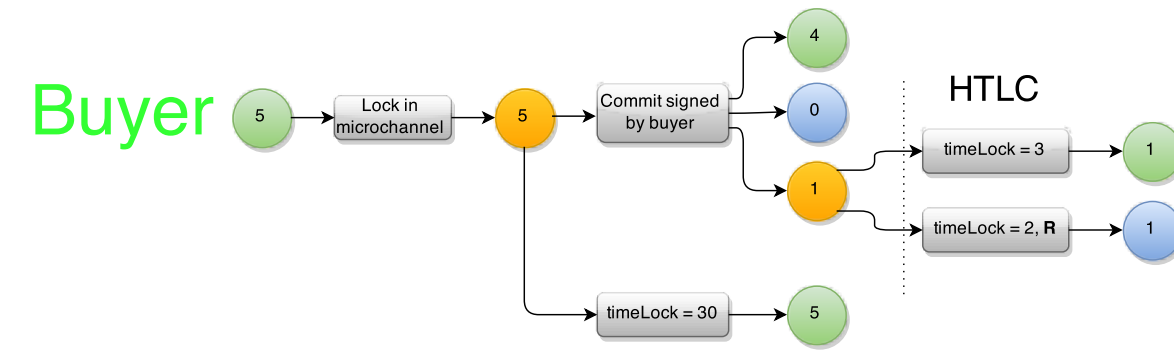 Buyer
5
Lock in
microchannel
5
Commit signed
by buyer
4
0
1
HTLC
timeLock = 3
1
timeLock = 2, R
1
timeLock = 30
5